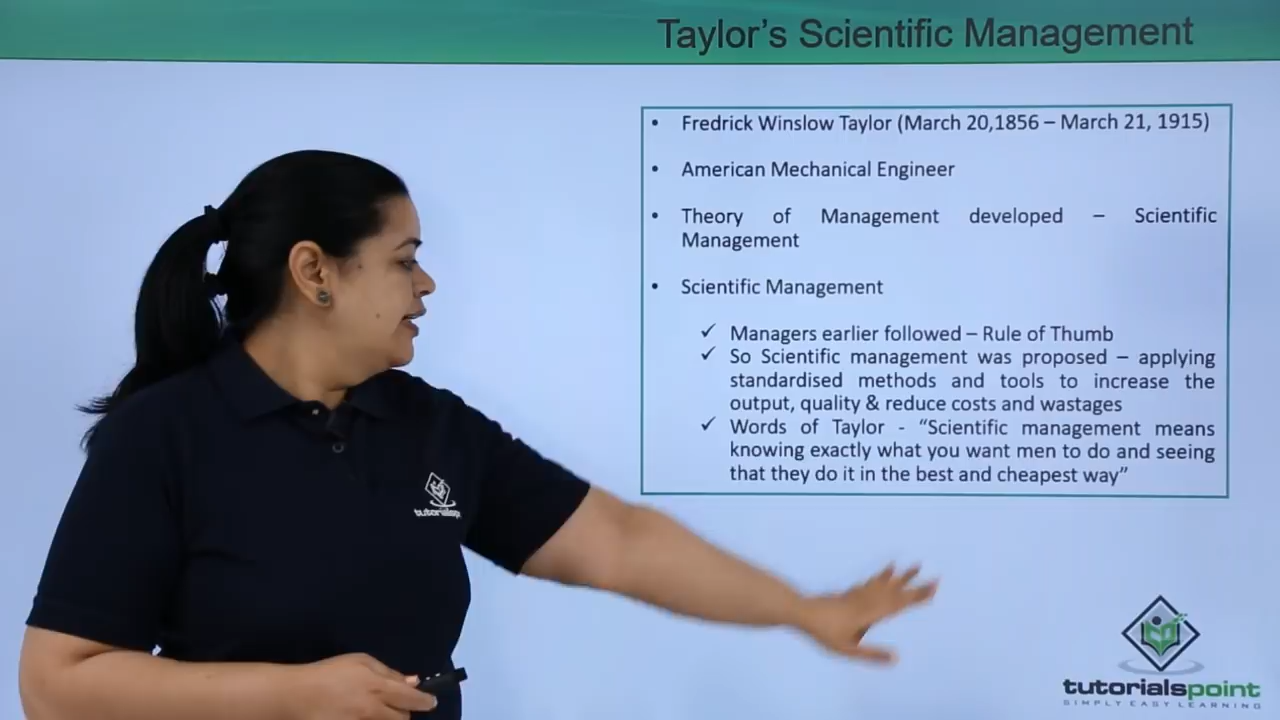 Taylor's Scientific Management
• Fredrick Winslow Taylor (March 20,1856 – March 21, 1915)
• American Mechanical Engineer
• Theory of Management developed – Scientific
Management
• Scientific Management
✓ Managers earlier followed – Rule of Thumb
✓ So Scientific management was proposed – applying
standardised methods and tools to increase the
output, quality & reduce costs and wastages
✓ Words of Taylor - “Scientific management means
knowing exactly what you want men to do and seeing
that they do it in the best and cheapest way”
tutorialsp
tutorialspoint
SIMPLY EASY LEARNING